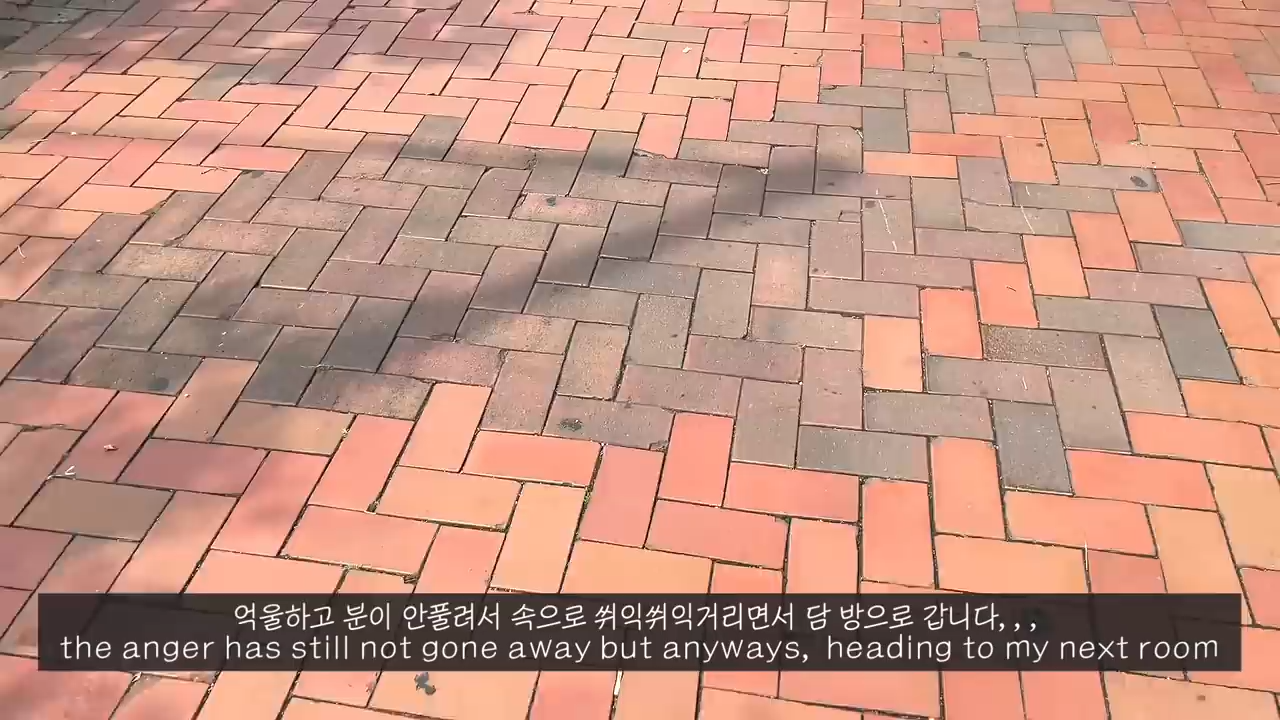 억울하고 분이 안풀려서 속으로 쒸익쒸익거리면서 담 방으로 갑니다,,,
the anger has still not gone away but anyways, heading to my next room